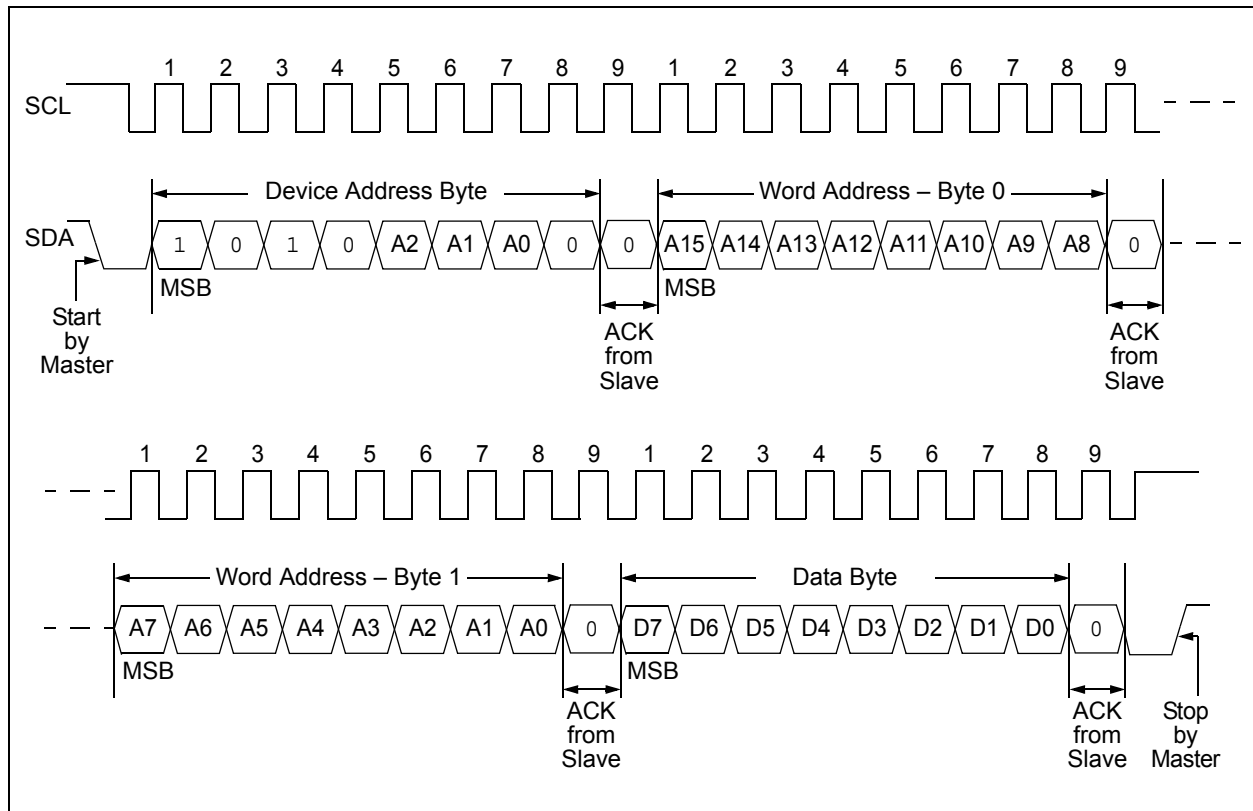 1 2 3 4 5 6 7 8 9 1 2 3 4 5 6 7 8 9
SCL
Device Address Byte
Word Address – Byte 0
SDA
1 0 1 0 A2 A1 A0 0 0 A15 A14 A13 A12 A11 A10 A9 A8 0
MSB
MSB
Start
by
Master
ACK
from
Slave
ACK
from
Slave
1 2 3 4 5 6 7 8 9 1 2 3 4 5 6 7 8 9
Word Address – Byte 1
Data Byte
A7 A6 A5 A4 A3 A2 A1 A0 0 D7 D6 D5 D4 D3 D2 D1 D0 0
MSB
MSB
ACK
from
Slave
ACK
from
Slave
Stop
by
Master